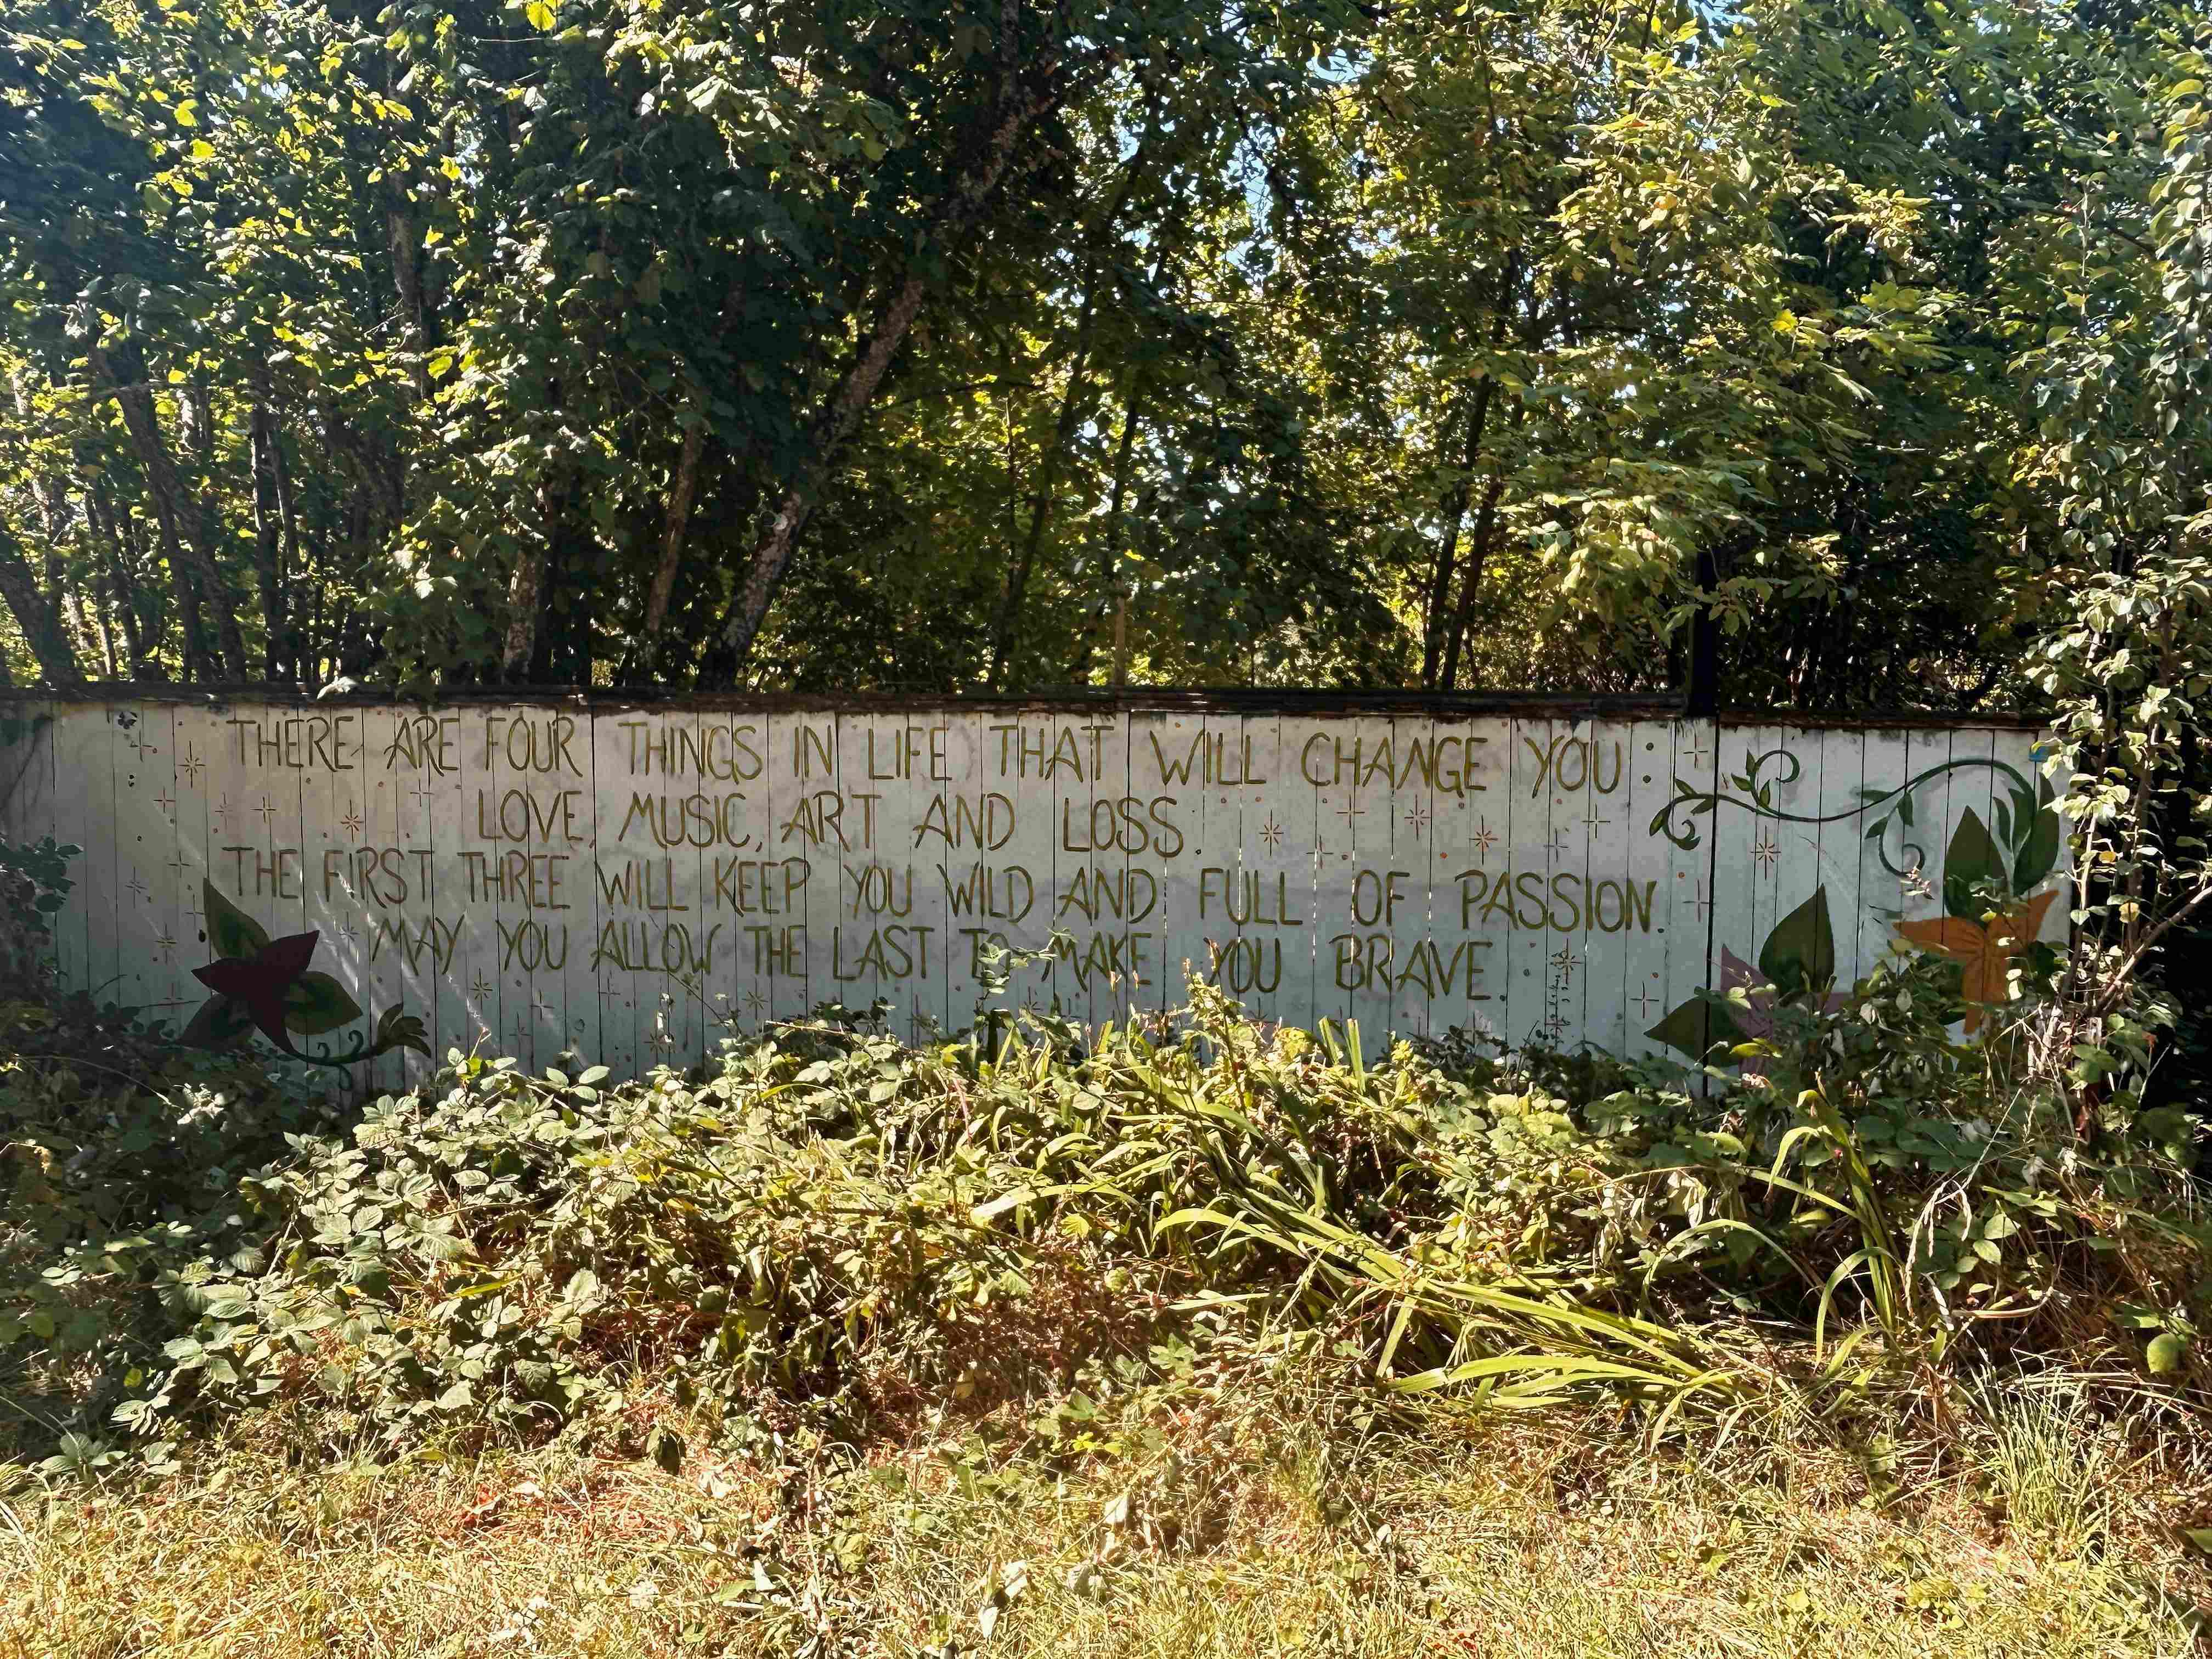 THERE ARE FOUR THINGS IN LIFE THAT WILL CHANGE YOU:
LOVE, MUSIC, ART AND LOSS.
THE FIRST THREE WILL KEEP YOU WILD AND FULL OF PASSION.
MAY YOU ALLOW THE LAST TO MAKE YOU BRAVE.